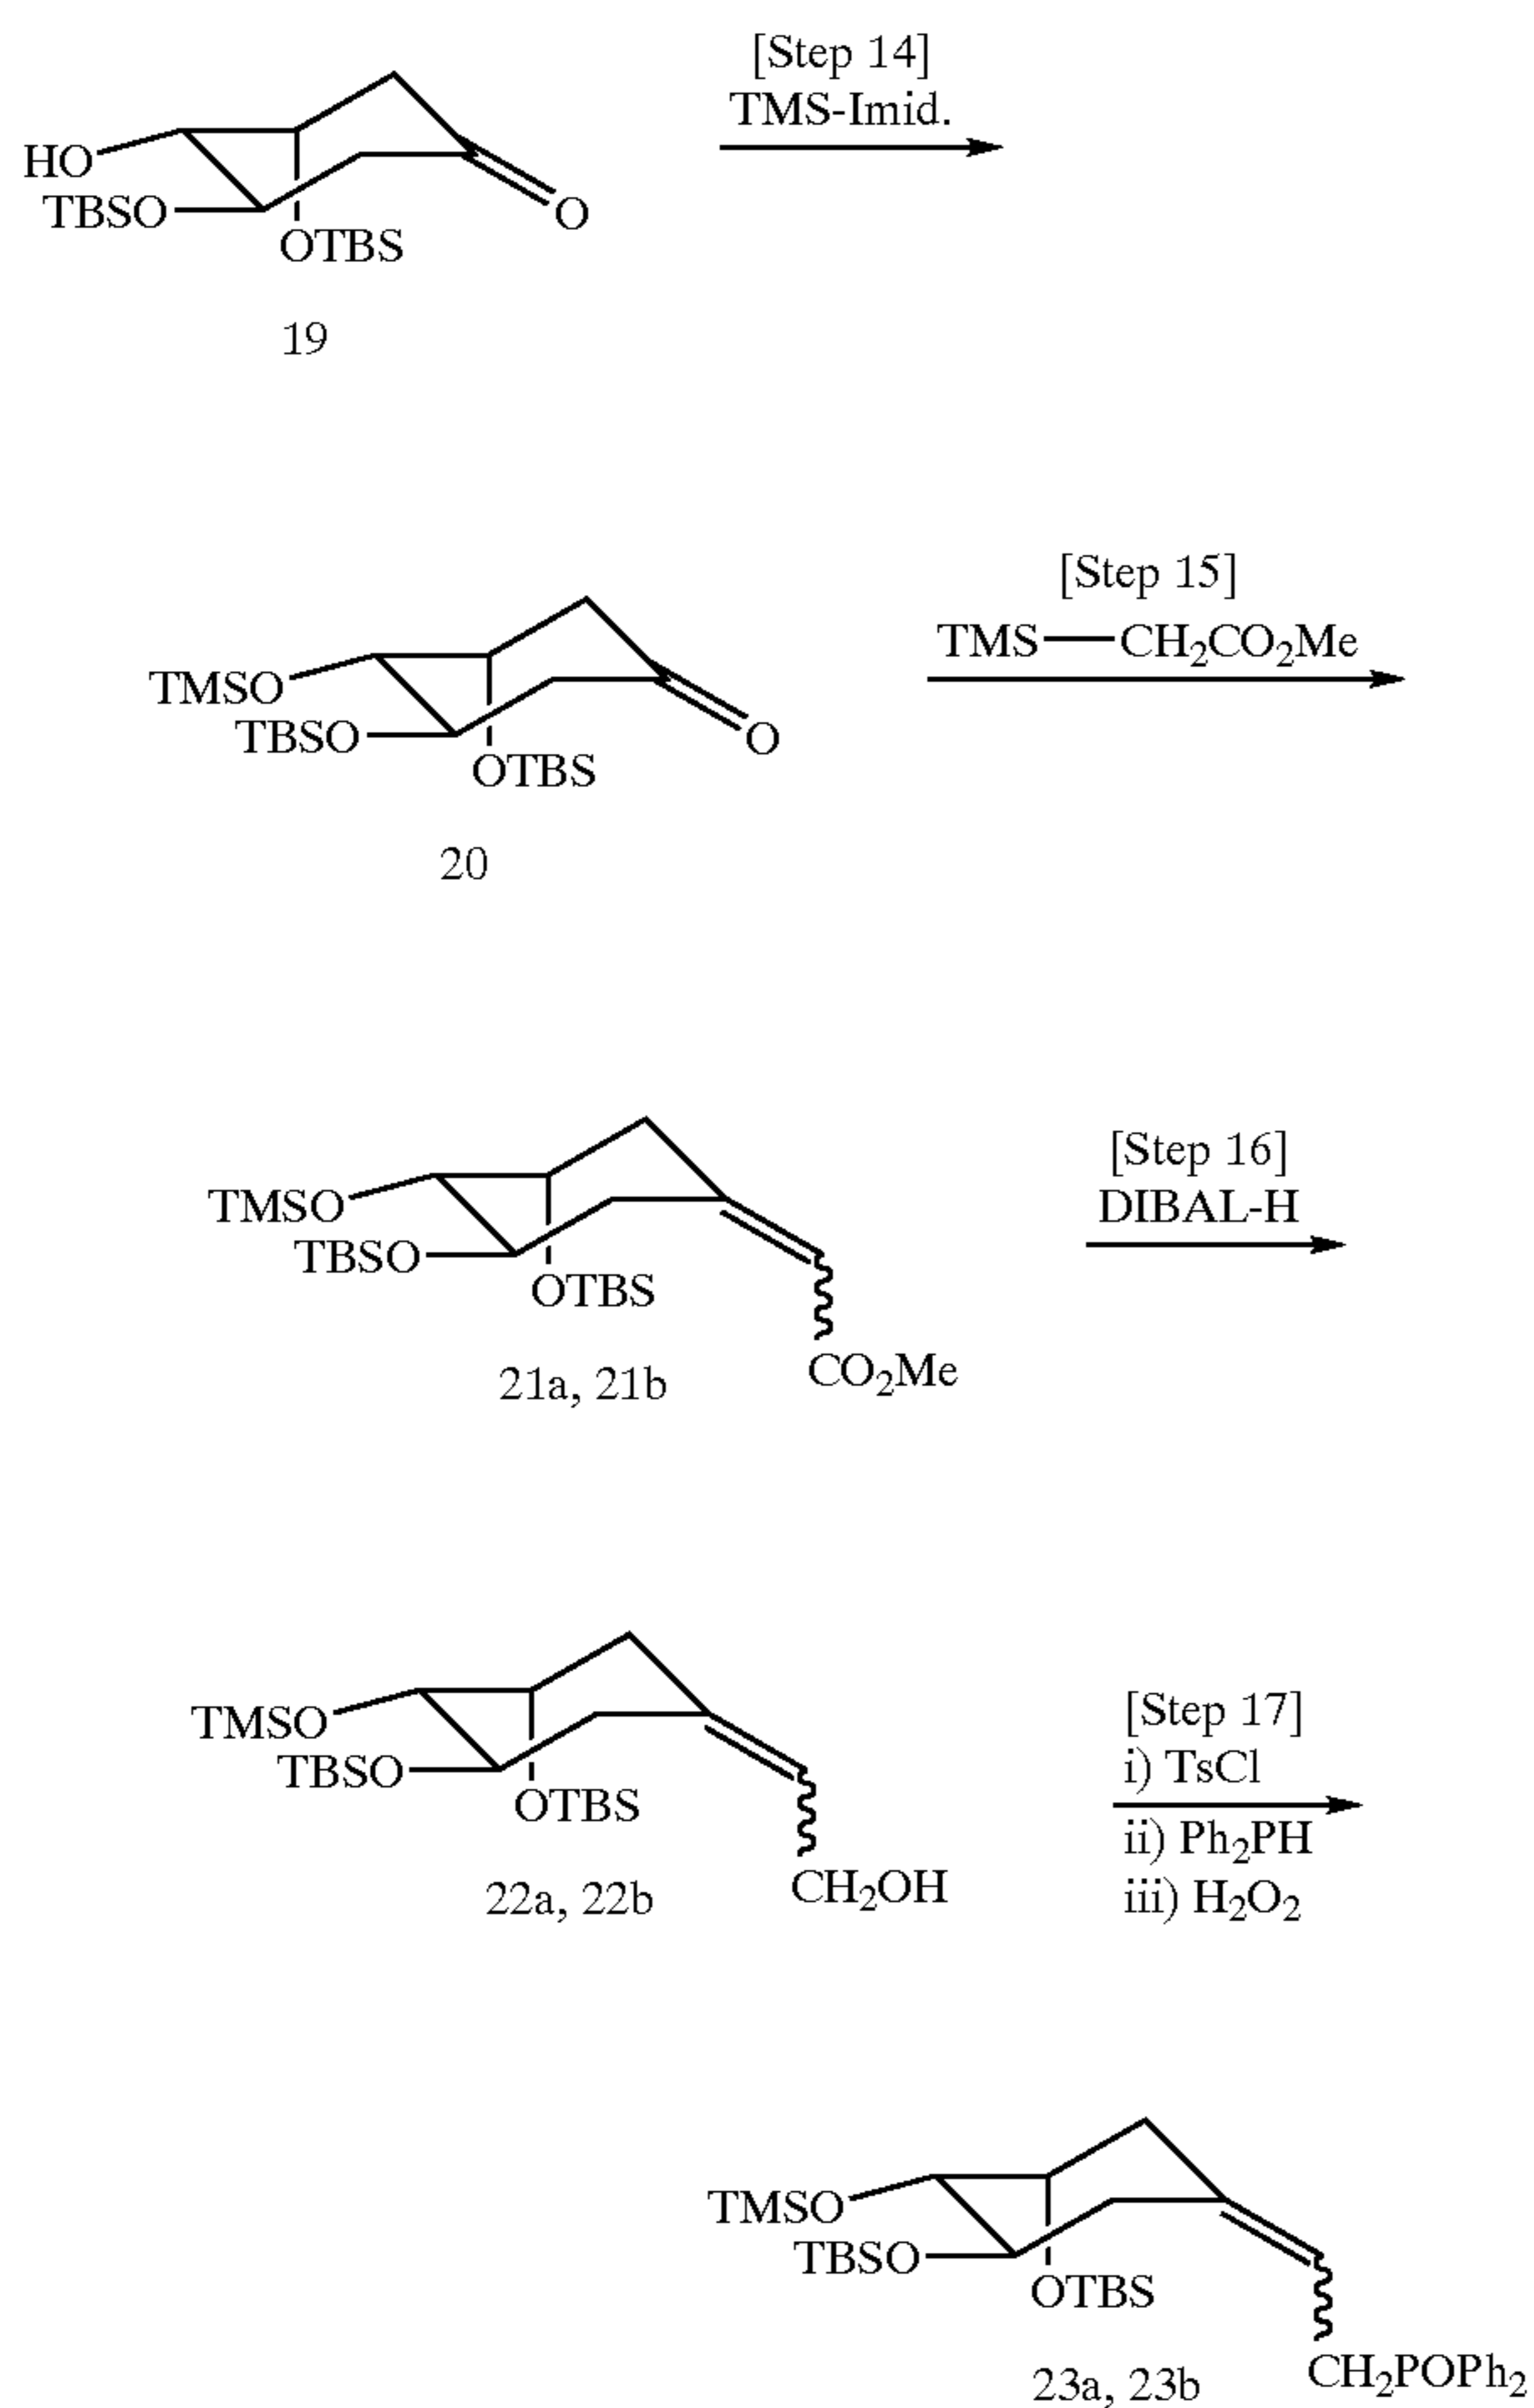 [Step 14]
TMS-Imid.
HO
TBSO
OTBS
O
19
[Step 15]
TMS—CH₂CO₂Me
TMSO
TBSO
OTBS
O
20
[Step 16]
DIBAL-H
TMSO
TBSO
OTBS
CO₂Me
21a, 21b
[Step 17]
i) TsCl
ii) Ph₂PH
iii) H₂O₂
TMSO
TBSO
OTBS
CH₂OH
22a, 22b
TMSO
TBSO
OTBS
CH₂POPh₂
23a, 23b